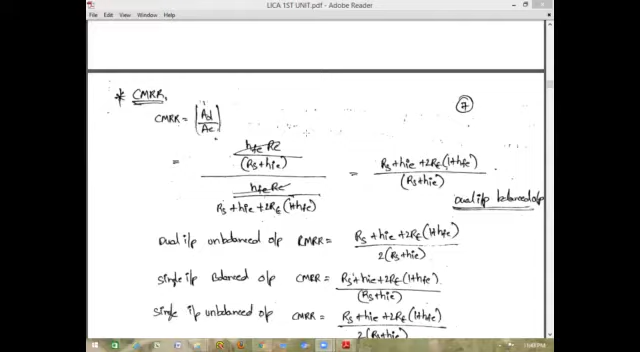 LICA 1ST UNIT.pdf - Adobe Reader
File Edit View Window Help
* CMRR.
7
CMRR = |Ad/Ac|
= (hfe Rc/(Rs+hie)) / (hfe Rc/(Rs+hie+2RE(1+hfe))) = (Rs+hie+2RE(1+hfe))/(Rs+hie)
Dual i/p balanced o/p
Dual i/p unbalanced o/p CMRR = (Rs+hie+2RE(1+hfe))/(2(Rs+hie))
Single i/p Balanced o/p CMRR = (Rs+hie+2RE(1+hfe))/(Rs+hie)
Single i/p unbalanced o/p CMRR = (Rs+hie+2RE(1+hfe))/(2(Rs+hie))